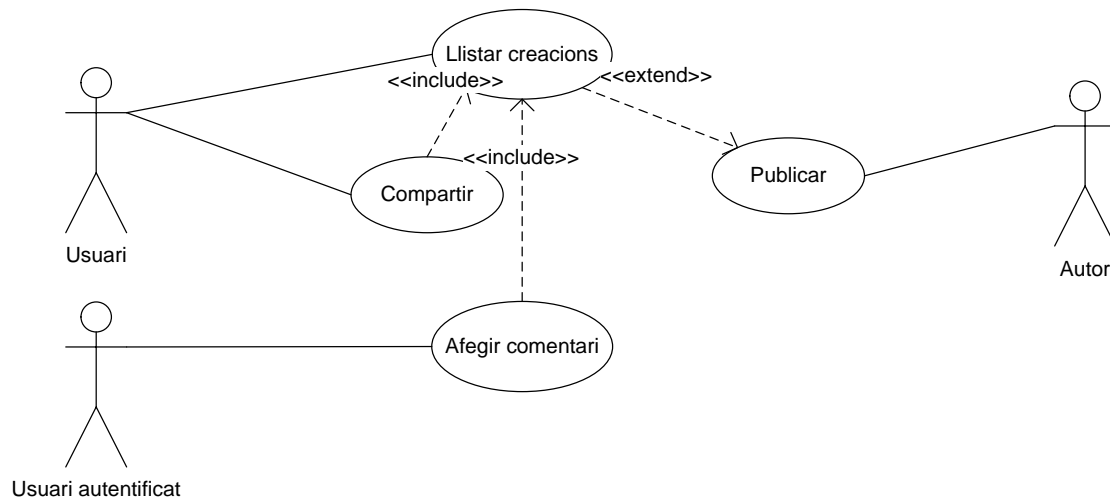 Llistar creacions
<<include>>
<<extend>>
<<include>>
Compartir
Publicar
Usuari
Autor
Afegir comentari
Usuari autentificat